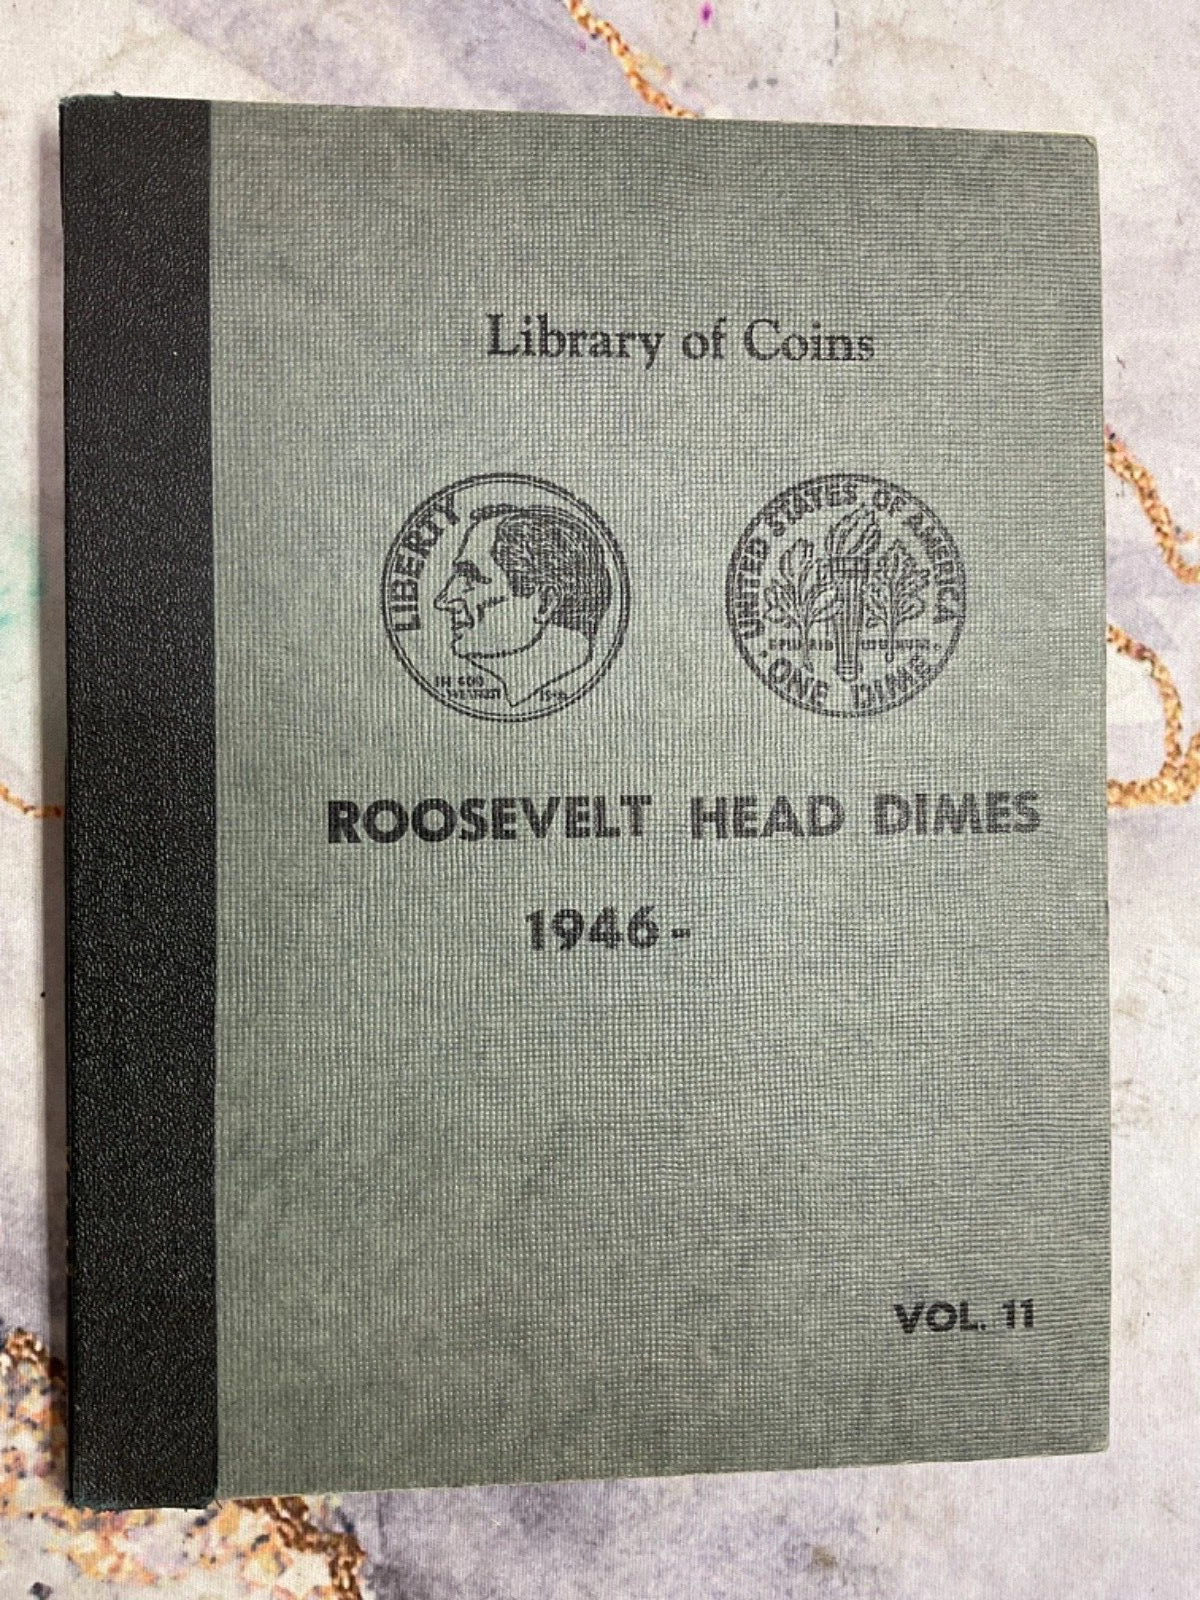 Library of Coins
LIBERTY
IN GOD
WE TRUST
1946
UNITED STATES OF AMERICA
ONE DIME
ROOSEVELT HEAD DIMES
1946-
VOL. 11